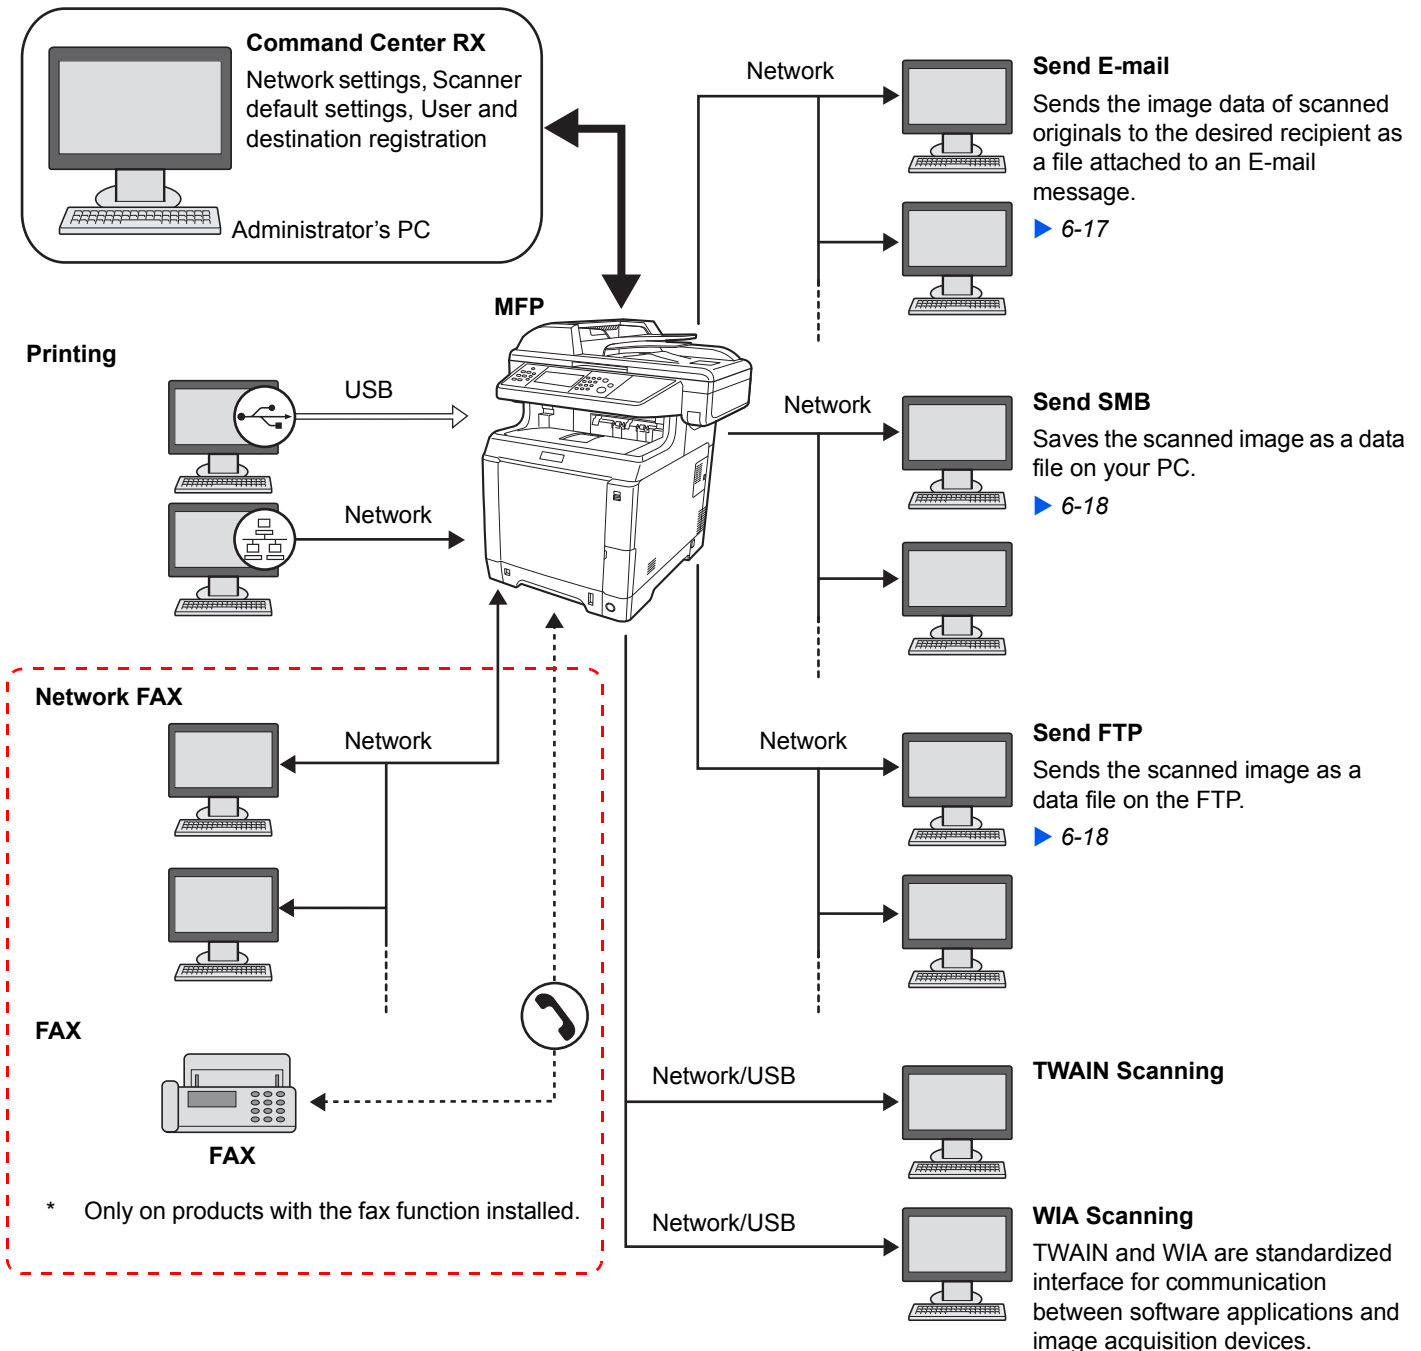 Command Center RX
Network settings, Scanner
default settings, User and
destination registration
Administrator's PC
MFP
Printing
USB
Network
Network FAX
Network
FAX
FAX
* Only on products with the fax function installed.
Network
Send E-mail
Sends the image data of scanned
originals to the desired recipient as
a file attached to an E-mail
message.
6-17
Network
Send SMB
Saves the scanned image as a data
file on your PC.
6-18
Network
Send FTP
Sends the scanned image as a
data file on the FTP.
6-18
Network/USB
TWAIN Scanning
Network/USB
WIA Scanning
TWAIN and WIA are standardized
interface for communication
between software applications and
image acquisition devices.